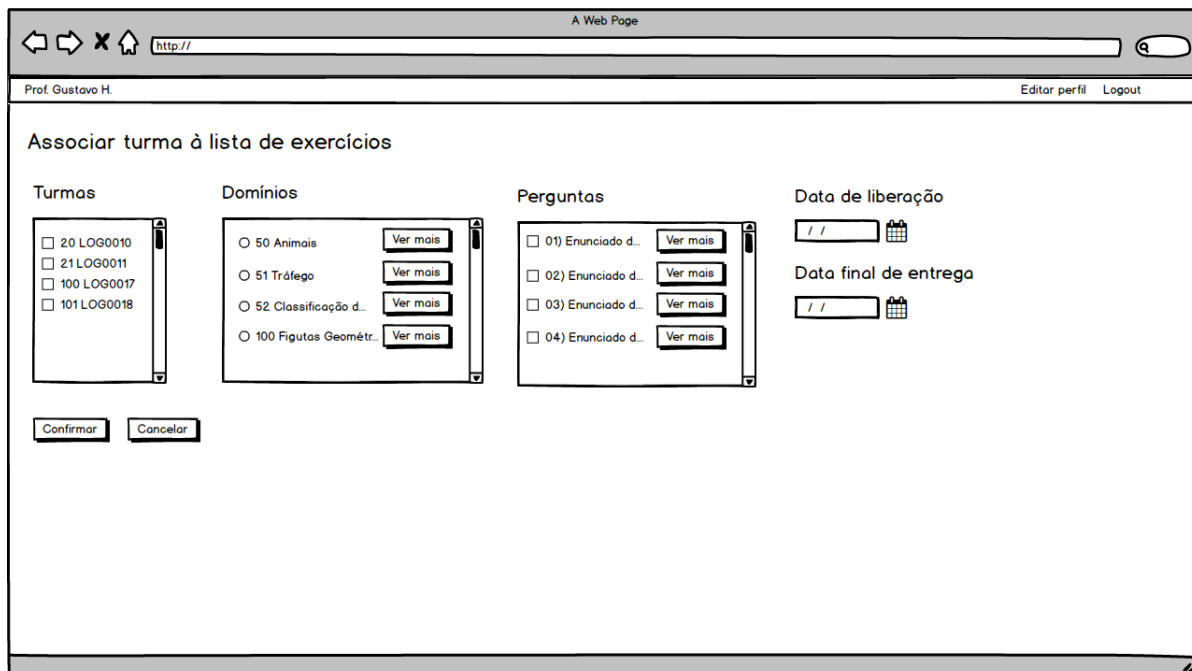 A Web Page
http://
Prof. Gustavo H.
Editar perfil Logout
Associar turma à lista de exercícios
Turmas
20 LOG0010
21 LOG0011
100 LOG0017
101 LOG0018
Domínios
50 Animais Ver mais
51 Tráfego Ver mais
52 Classificação d... Ver mais
100 Figutas Geométr... Ver mais
Perguntas
01) Enunciado d... Ver mais
02) Enunciado d... Ver mais
03) Enunciado d... Ver mais
04) Enunciado d... Ver mais
Data de liberação
/ /
Data final de entrega
/ /
Confirmar Cancelar